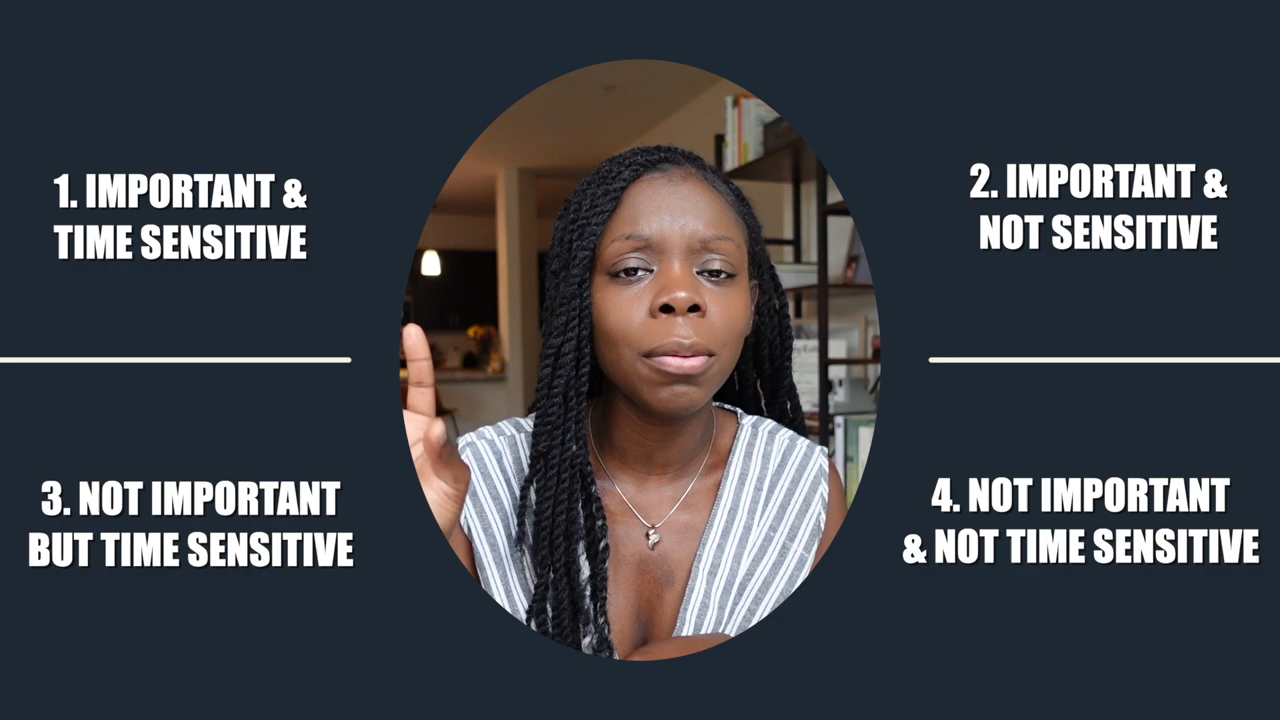 1. IMPORTANT &
TIME SENSITIVE
2. IMPORTANT &
NOT SENSITIVE
3. NOT IMPORTANT
BUT TIME SENSITIVE
4. NOT IMPORTANT
& NOT TIME SENSITIVE